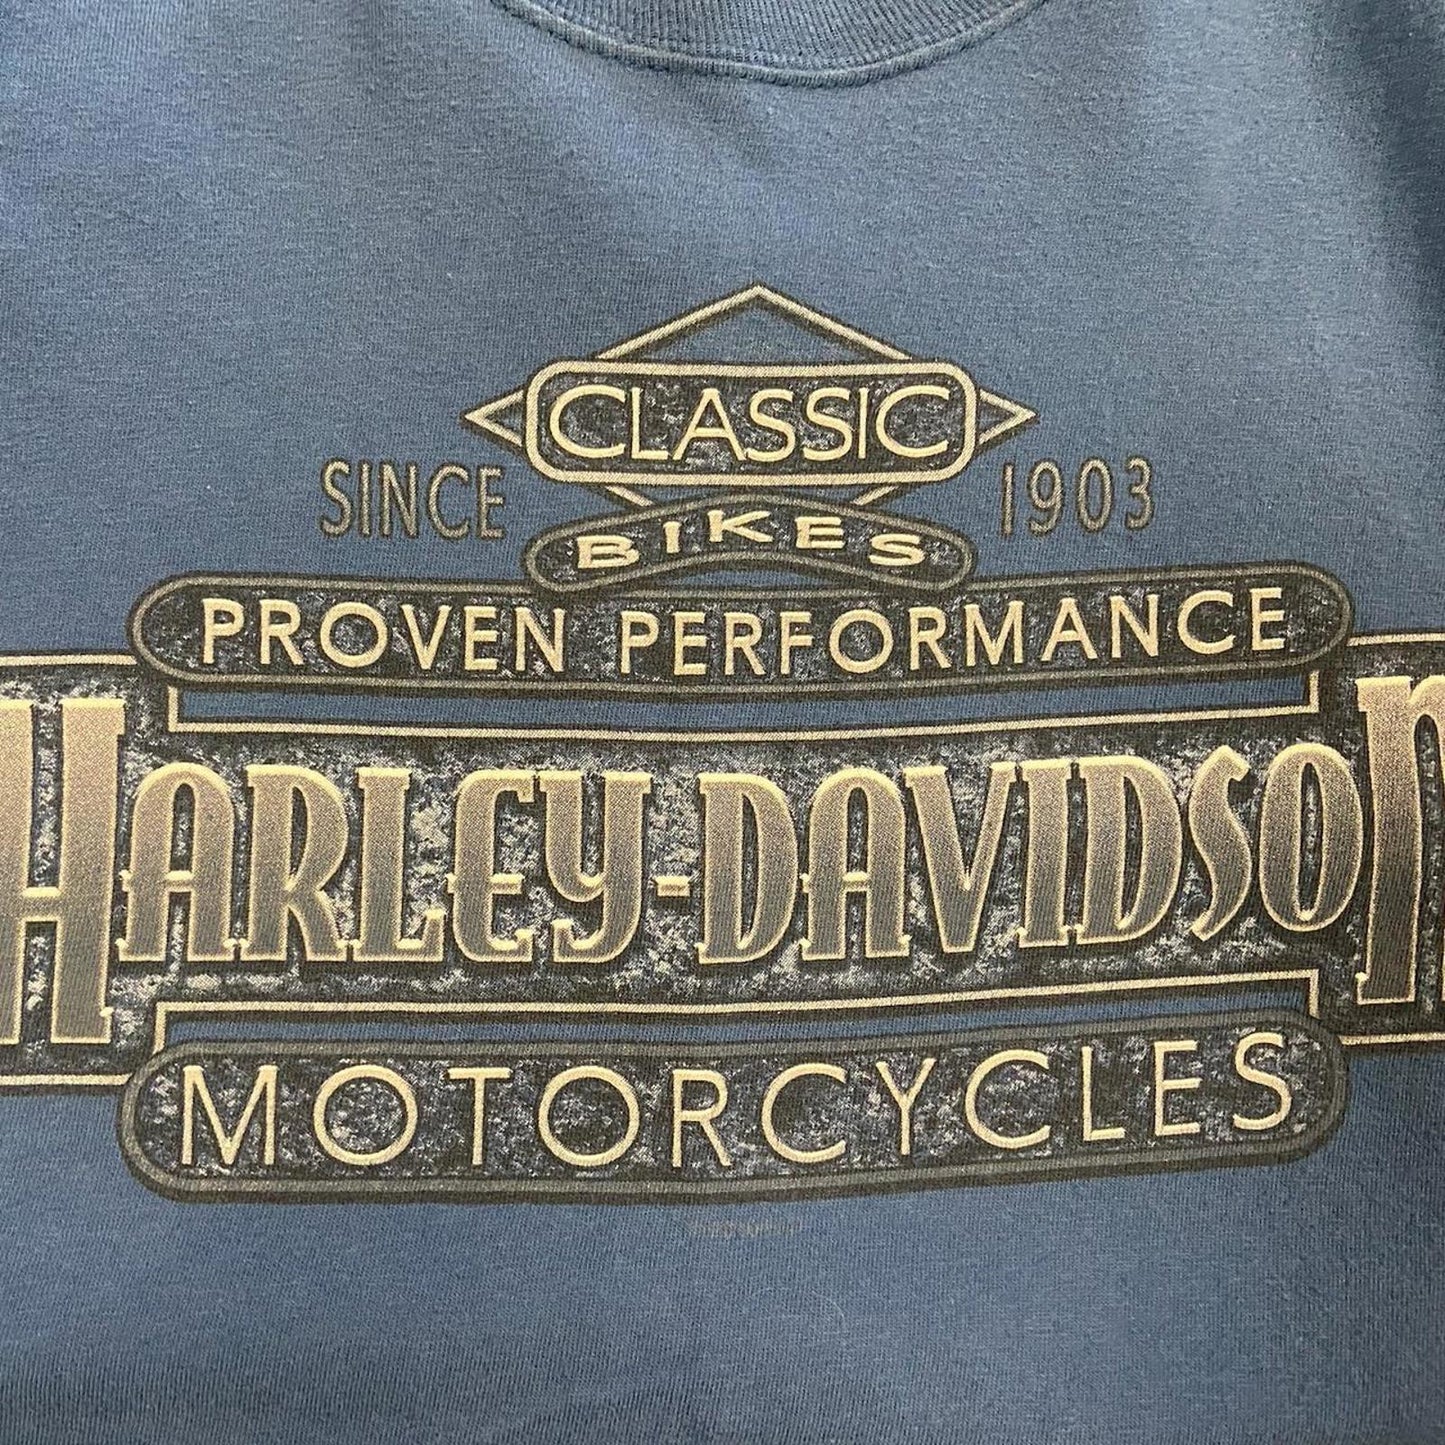 CLASSIC
SINCE 1903
BIKES
PROVEN PERFORMANCE
HARLEY-DAVIDSON
MOTORCYCLES